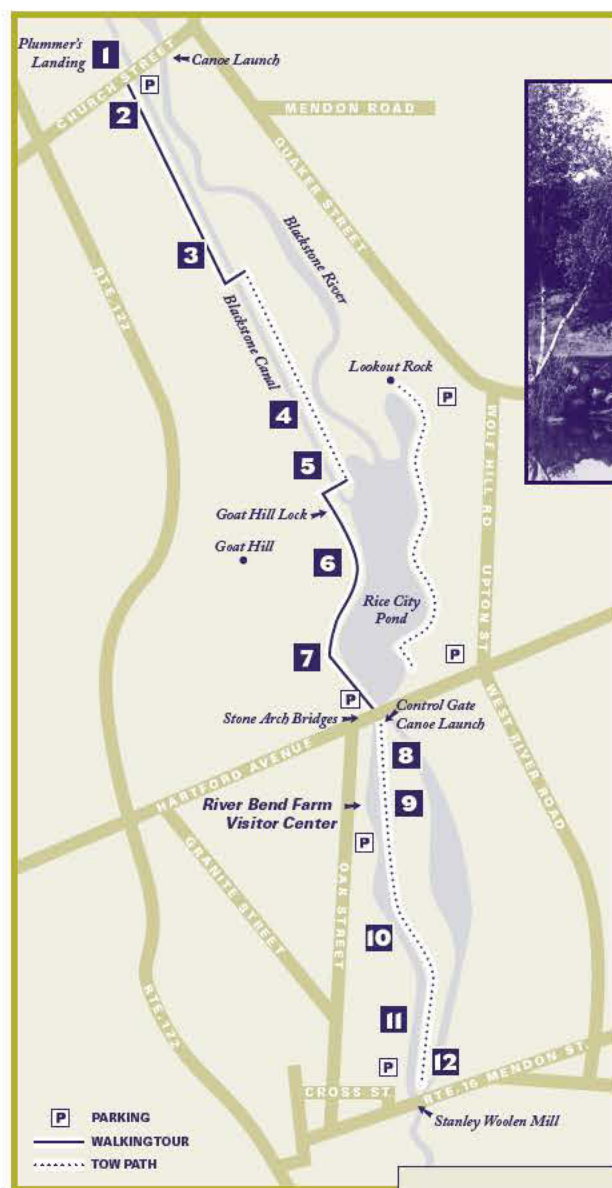 Plummer's
Landing
1
Canoe Launch
P
CHURCH STREET
2
MENDON ROAD
QUAKER STREET
3
RTE. 122
Blackstone River
Blackstone Canal
Lookout Rock
P
4
WOLF HILL RD
5
Goat Hill Lock
Goat Hill
6
UPTON ST.
Rice City
Pond
7
P
P
Stone Arch Bridges
Control Gate
Canoe Launch
WEST RIVER ROAD
8
HARTFORD AVENUE
River Bend Farm
Visitor Center
9
P
GRANITE STREET
OAK STREET
10
11
RTE. 122
P
12
CROSS ST.
RTE. 16 MENDON ST.
Stanley Woolen Mill
P PARKING
WALKING TOUR
TOW PATH